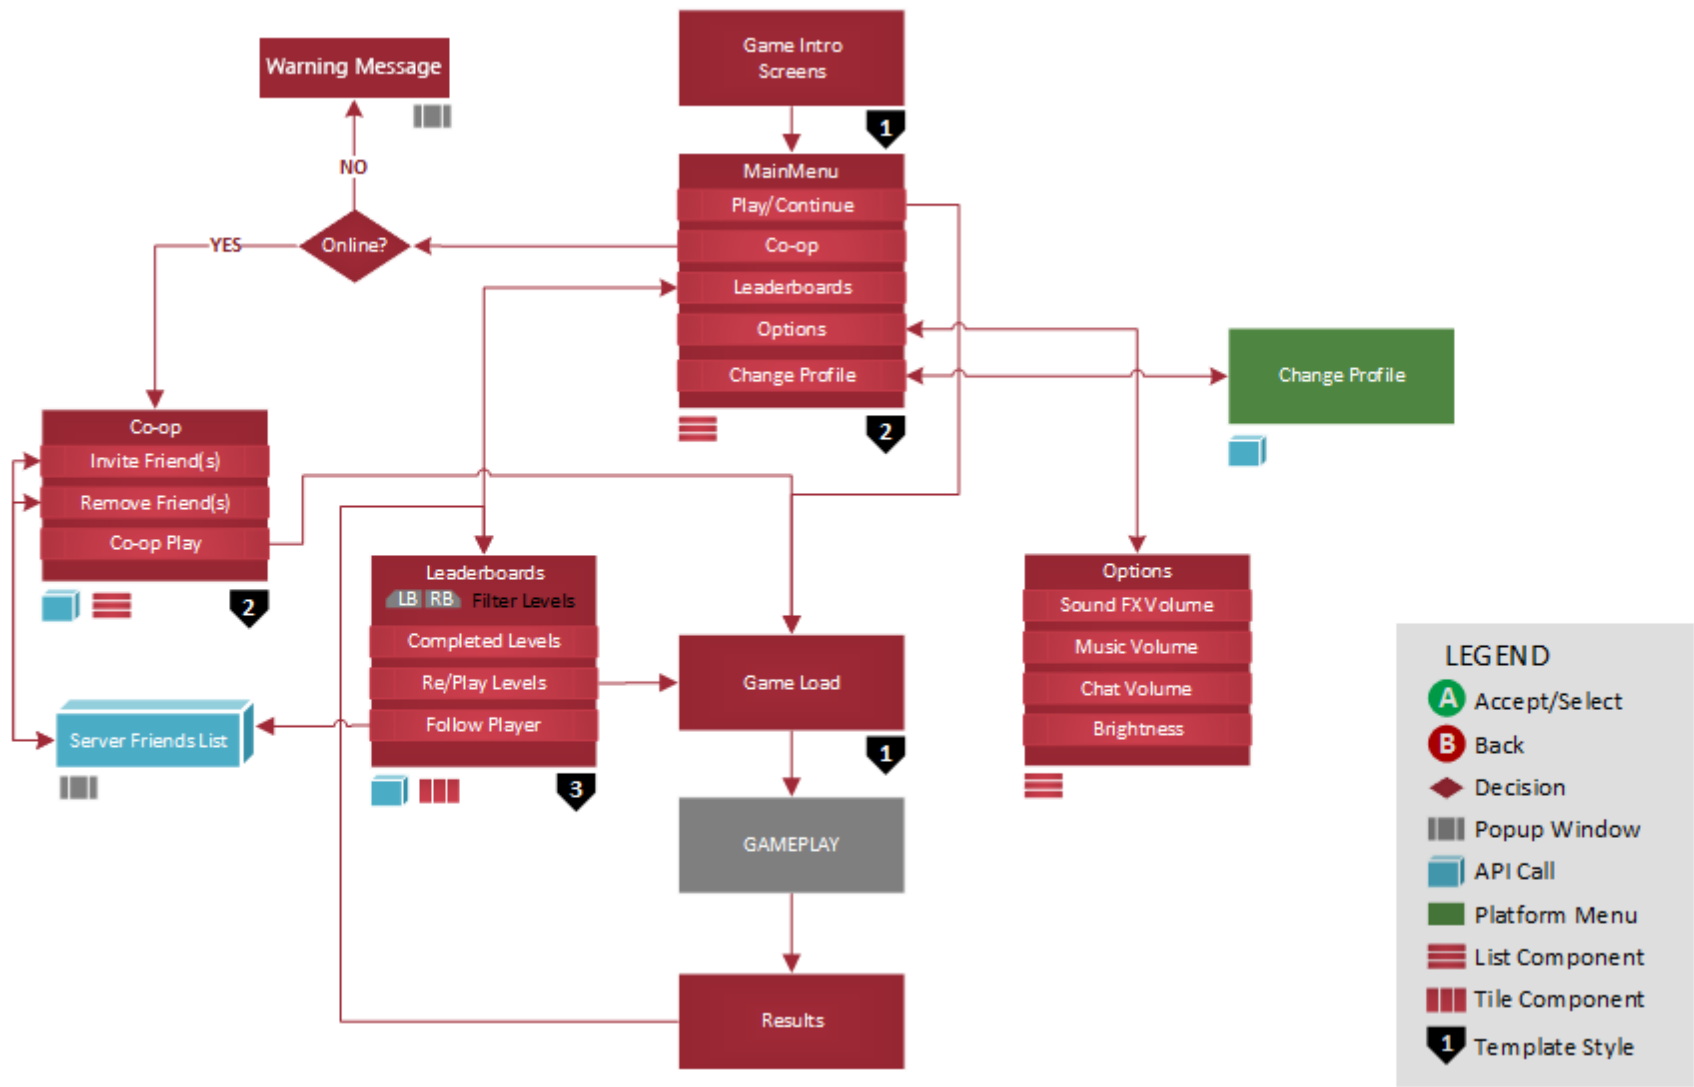 Game Intro
Screens
1
Warning Message
NO
YES
Online?
MainMenu
Play/Continue
Co-op
Leaderboards
Options
Change Profile
2
Change Profile
Co-op
Invite Friend(s)
Remove Friend(s)
Co-op Play
2
Server Friends List
Leaderboards
LB RB Filter Levels
Completed Levels
Re/Play Levels
Follow Player
3
Game Load
1
GAMEPLAY
Results
Options
Sound FX Volume
Music Volume
Chat Volume
Brightness
LEGEND
A Accept/Select
B Back
Decision
Popup Window
API Call
Platform Menu
List Component
Tile Component
1 Template Style